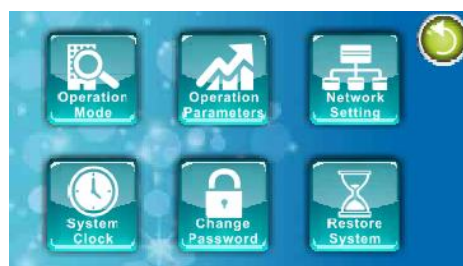 Operation
Mode
Operation
Parameters
Network
Setting
System
Clock
Change
Password
Restore
System